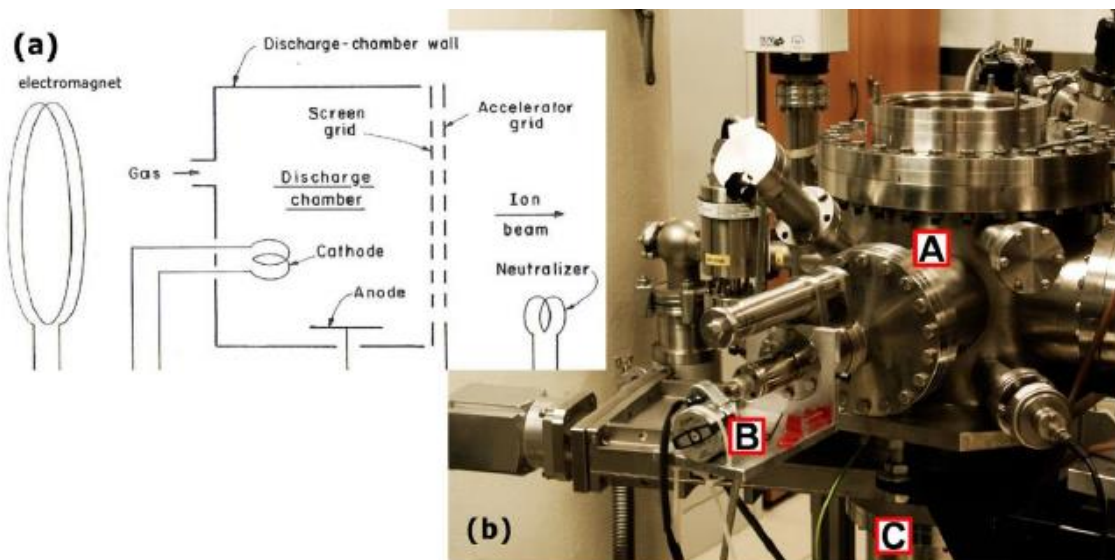 (a)
electromagnet
Discharge-chamber wall
Screen
grid
Accelerator
grid
Gas
Discharge
chamber
Ion
beam
Cathode
Neutralizer
Anode
A
B
C
(b)